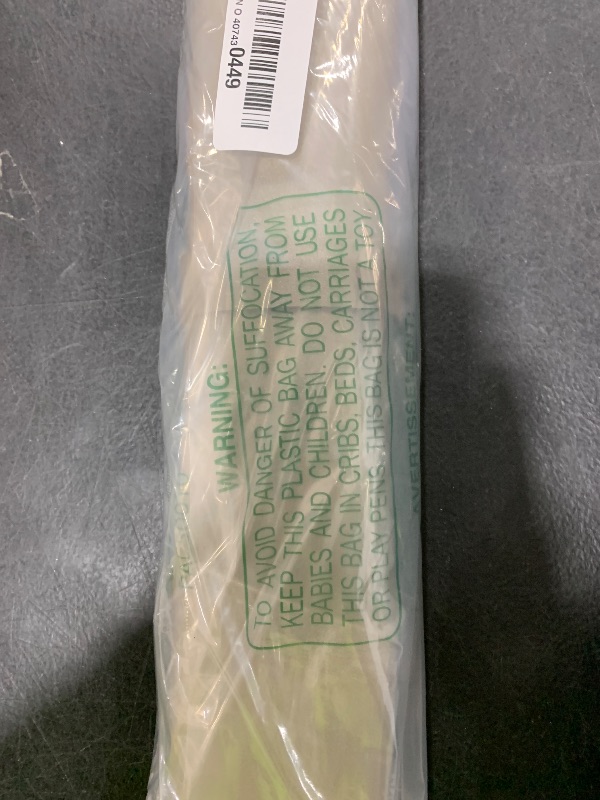 N O 40743 0449
WARNING:
TO AVOID DANGER OF SUFFOCATION,
KEEP THIS PLASTIC BAG AWAY FROM
BABIES AND CHILDREN. DO NOT USE
THIS BAG IN CRIBS, BEDS, CARRIAGES
OR PLAY PENS. THIS BAG IS NOT A TOY.
AVERTISSEMENT: